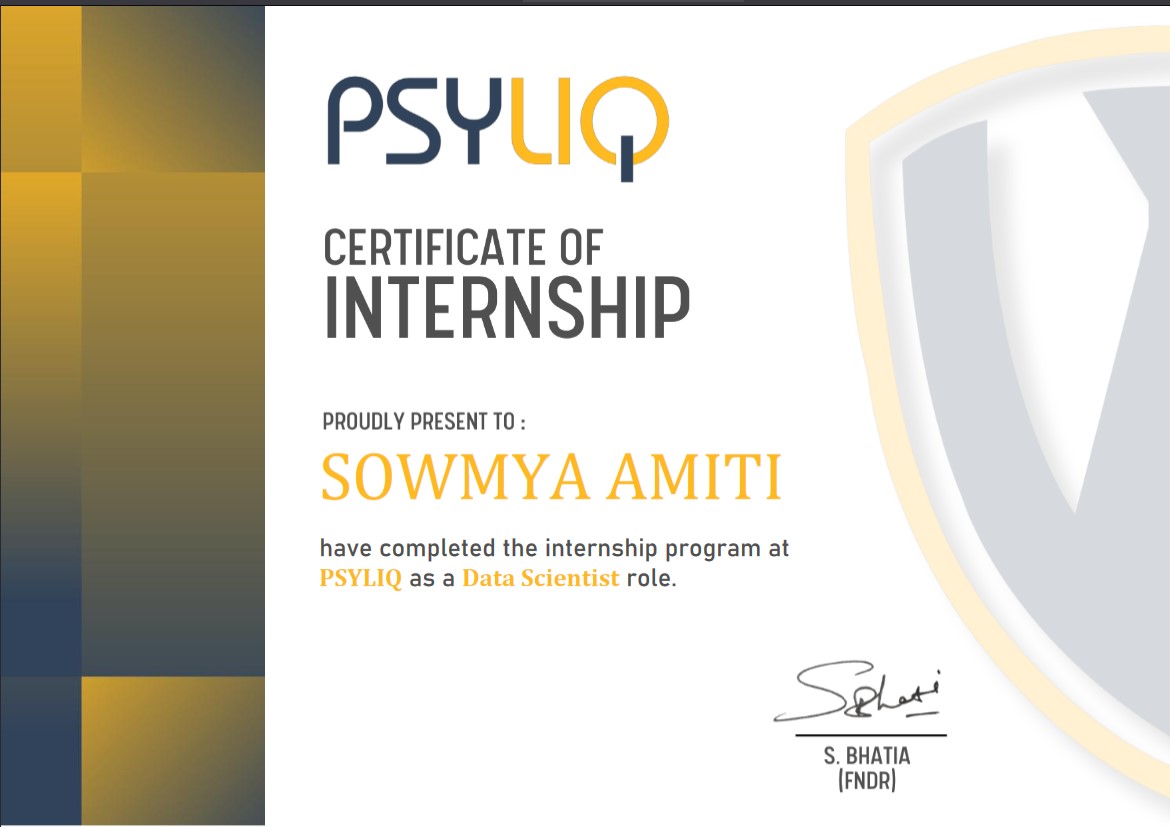 PSYLIQ
CERTIFICATE OF
INTERNSHIP
PROUDLY PRESENT TO :
SOWMYA AMITI
have completed the internship program at
PSYLIQ as a Data Scientist role.
S. BHATIA
(FNDR)